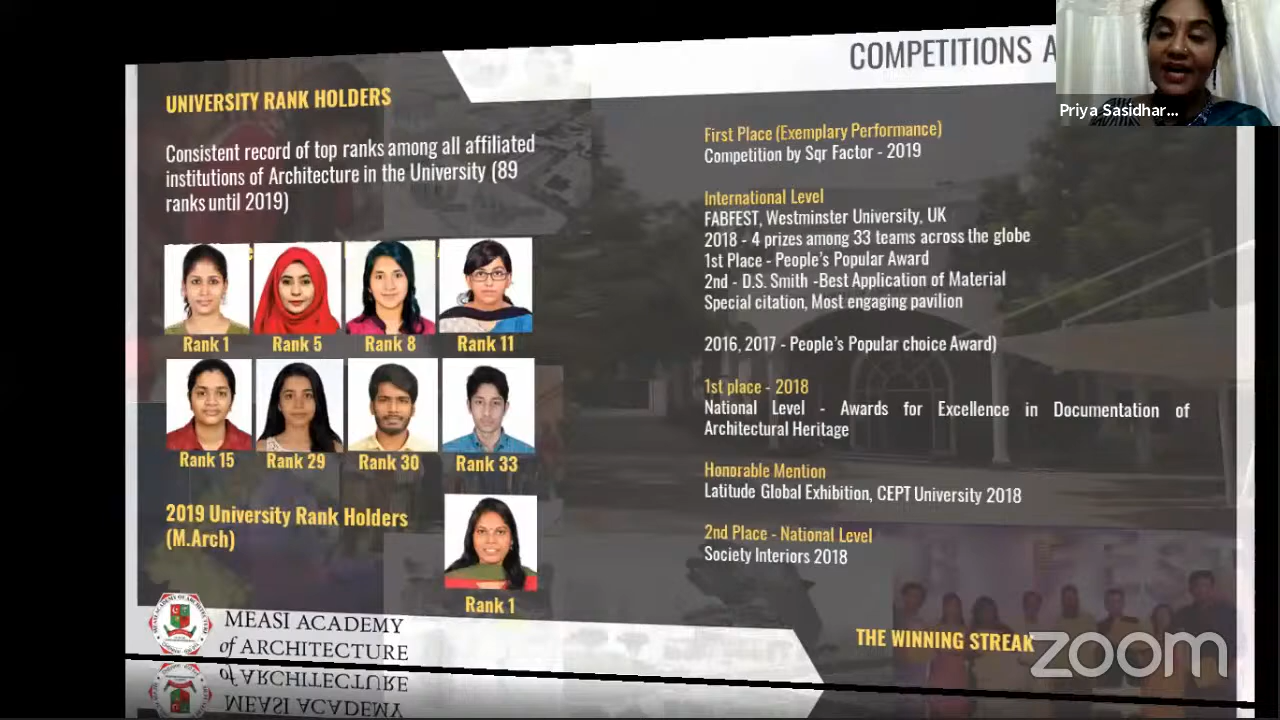 COMPETITIONS A
Priya Sasidhar...
UNIVERSITY RANK HOLDERS
Consistent record of top ranks among all affiliated
institutions of Architecture in the University (89
ranks until 2019)
Rank 1
Rank 5
Rank 8
Rank 11
Rank 15
Rank 29
Rank 30
Rank 33
2019 University Rank Holders
(M.Arch)
Rank 1
MEASI ACADEMY
of ARCHITECTURE
First Place (Exemplary Performance)
Competition by Sqr Factor - 2019
International Level
FABFEST, Westminster University, UK
2018 - 4 prizes among 33 teams across the globe
1st Place - People's Popular Award
2nd - D.S. Smith -Best Application of Material
Special citation, Most engaging pavilion
2016, 2017 - People's Popular choice Award)
1st place - 2018
National Level - Awards for Excellence in Documentation of
Architectural Heritage
Honorable Mention
Latitude Global Exhibition, CEPT University 2018
2nd Place - National Level
Society Interiors 2018
THE WINNING STREAK
zoom